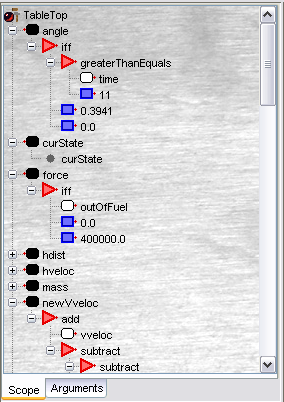 TableTop
angle
iff
greaterThanEquals
time
11
0.3941
0.0
curState
curState
force
iff
outOfFuel
0.0
400000.0
hdist
hveloc
mass
newVveloc
add
vveloc
subtract
subtract
Scope Arguments